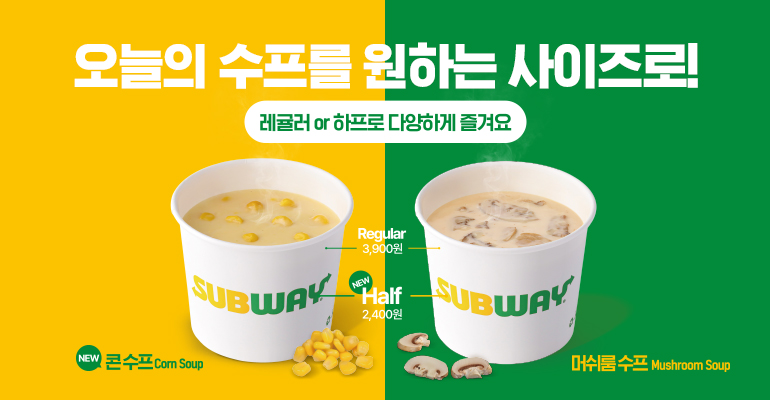 오늘의 수프를 원하는 사이즈로!
레귤러 or 하프로 다양하게 즐겨요
Regular
3,900원
NEW
Half
2,400원
SUBWAY
SUBWAY
NEW 콘 수프 Corn Soup
머쉬룸 수프 Mushroom Soup